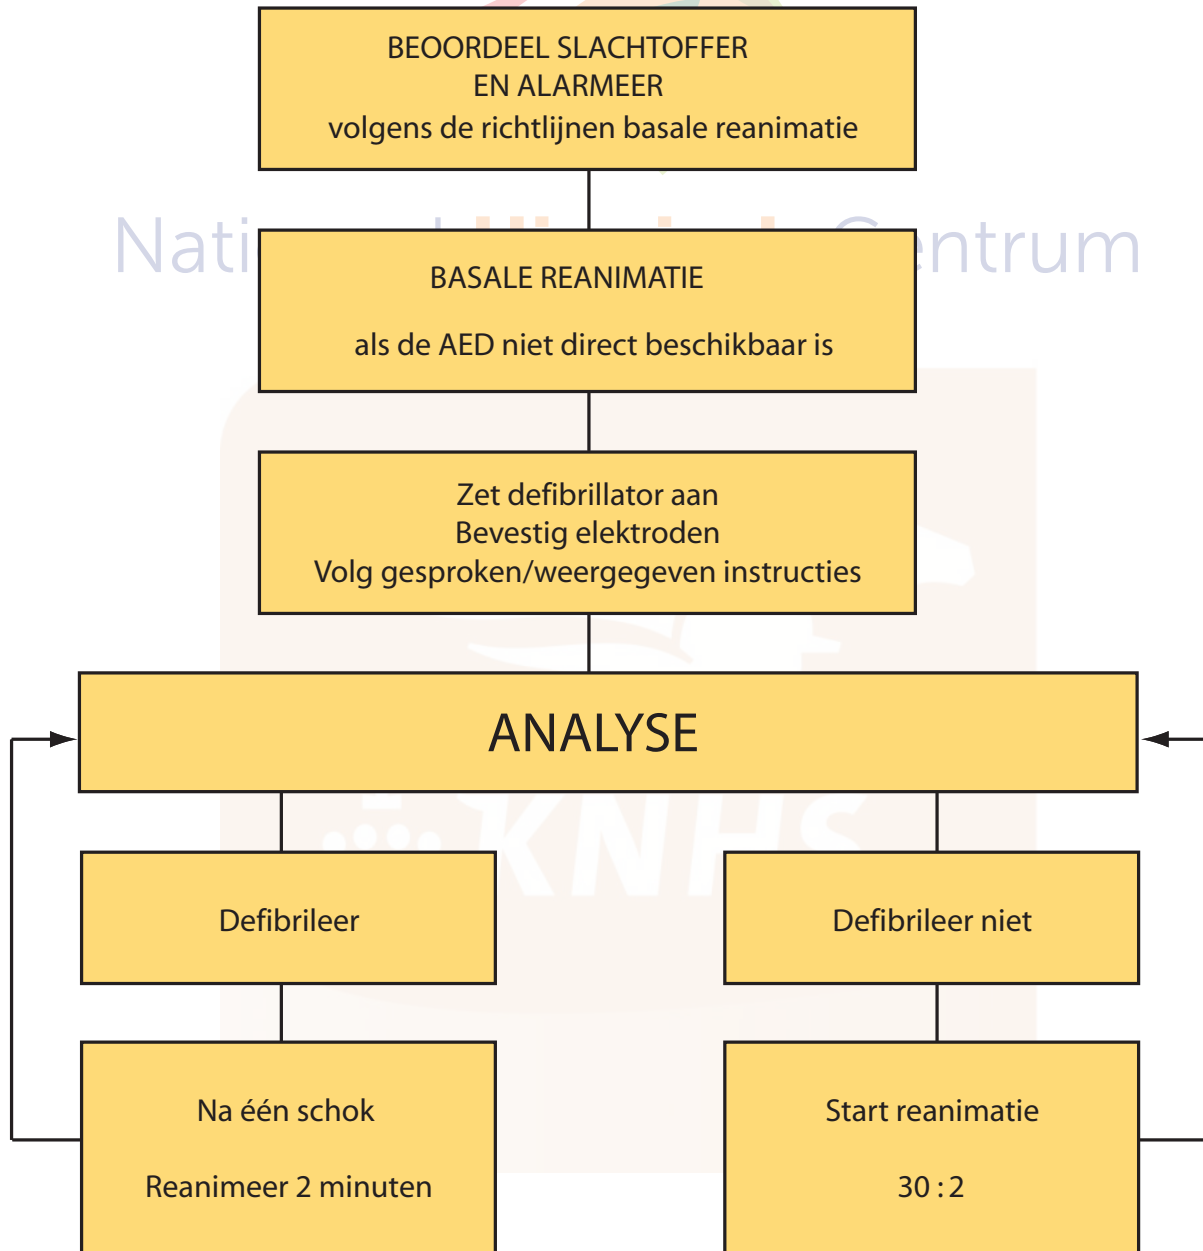 BEOORDEEL SLACHTOFFER
EN ALARMEER
volgens de richtlijnen basale reanimatie
Centrum
BASALE REANIMATIE
als de AED niet direct beschikbaar is
Zet defibrillator aan
Bevestig elektroden
Volg gesproken/weergegeven instructies
ANALYSE
KNHS
Defibrileer
Defibrileer niet
Na één schok
Reanimeer 2 minuten
Start reanimatie
30 : 2